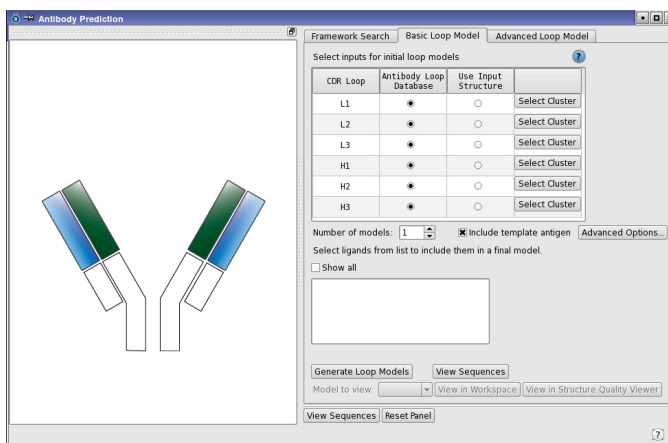 Antibody Prediction
Framework Search Basic Loop Model Advanced Loop Model
Select inputs for initial loop models ?
CDR Loop Antibody Loop Database Use Input Structure
L1 Select Cluster
L2 Select Cluster
L3 Select Cluster
H1 Select Cluster
H2 Select Cluster
H3 Select Cluster
Number of models: 1 Include template antigen Advanced Options...
Select ligands from list to include them in a final model.
Show all
Generate Loop Models View Sequences
Model to view: View in Workspace View in Structure Quality Viewer
View Sequences Reset Panel
?